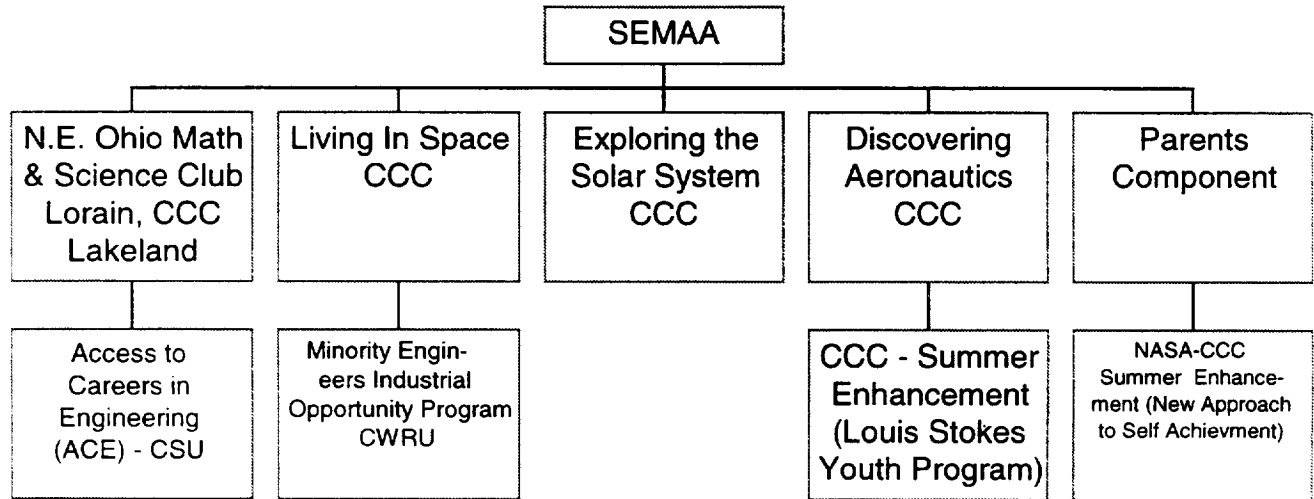 SEMAA
N.E. Ohio Math
& Science Club
Lorain, CCC
Lakeland
Living In Space
CCC
Exploring the
Solar System
CCC
Discovering
Aeronautics
CCC
Parents
Component
Access to
Careers in
Engineering
(ACE) - CSU
Minority Engin-
eers Industrial
Opportunity Program
CWRU
CCC - Summer
Enhancement
(Louis Stokes
Youth Program)
NASA-CCC
Summer Enhance-
ment (New Approach
to Self Achievment)